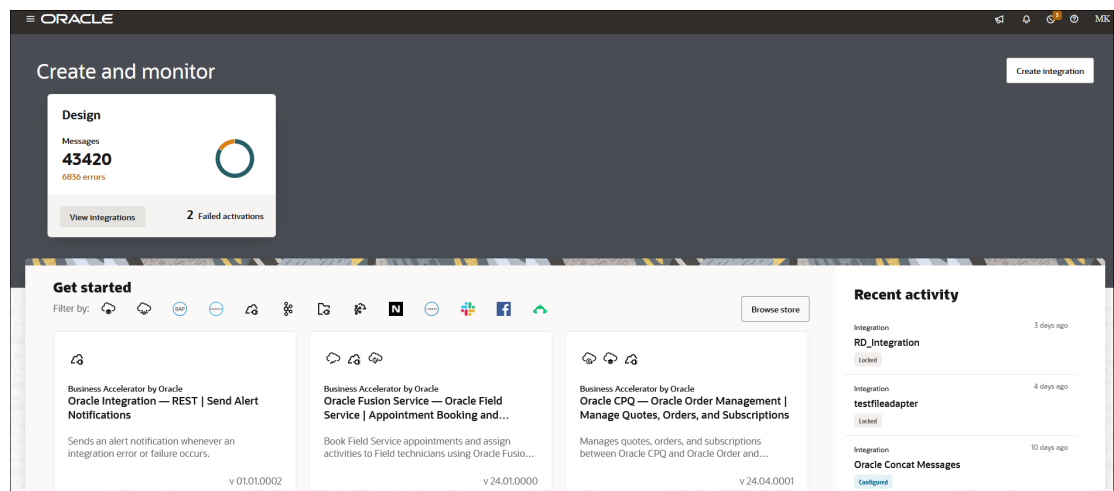 ORACLE
1
MK
Create and monitor
Create integration
Design
Messages
43420
6836 errors
View integrations
2 Failed activations
Get started
Filter by:
SAP
N
Browse store
Business Accelerator by Oracle
Oracle Integration — REST | Send Alert
Notifications
Sends an alert notification whenever an
integration error or failure occurs.
v 01.01.0002
Business Accelerator by Oracle
Oracle Fusion Service — Oracle Field
Service | Appointment Booking and...
Book Field Service appointments and assign
activities to Field technicians using Oracle Fusio...
v 24.01.0000
Business Accelerator by Oracle
Oracle CPQ — Oracle Order Management |
Manage Quotes, Orders, and Subscriptions
Manages quotes, orders, and subscriptions
between Oracle CPQ and Oracle Order and...
v 24.04.0001
Recent activity
Integration
3 days ago
RD_Integration
Locked
Integration
4 days ago
testfileadapter
Locked
Integration
10 days ago
Oracle Concat Messages
Configured